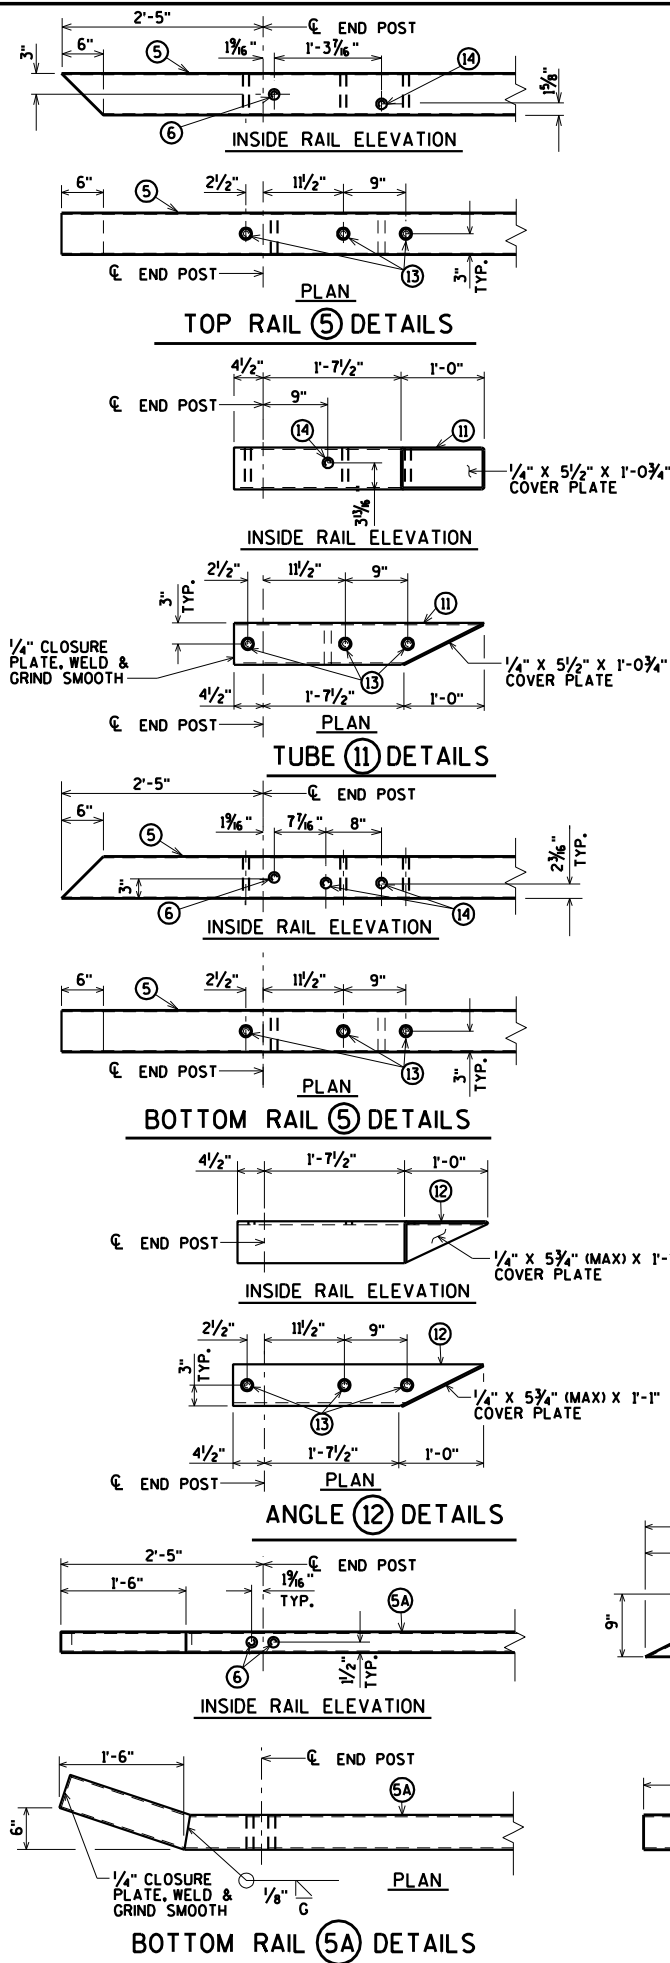 2'-5"
℄ END POST
6" 5 1 9/16" 1'-3 7/16" 14
3"
1 5/8"
6
INSIDE RAIL ELEVATION
6" 5 2 1/2" 11 1/2" 9"
℄ END POST
13
3" TYP.
PLAN
TOP RAIL 5 DETAILS
4 1/2" 1'-7 1/2" 1'-0"
℄ END POST 9"
14 11
1/4" X 5 1/2" X 1'-0 3/4"
COVER PLATE
3 13/16"
INSIDE RAIL ELEVATION
2 1/2" 11 1/2" 9"
3" TYP.
11
1/4" CLOSURE
PLATE, WELD &
GRIND SMOOTH
13
1/4" X 5 1/2" X 1'-0 3/4"
COVER PLATE
4 1/2" 1'-7 1/2" 1'-0"
℄ END POST
PLAN
TUBE 11 DETAILS
2'-5"
℄ END POST
6" 5 1 9/16" 7 7/16" 8"
2 3/16" TYP.
3"
6 14
INSIDE RAIL ELEVATION
6" 5 2 1/2" 11 1/2" 9"
℄ END POST
13
3" TYP.
PLAN
BOTTOM RAIL 5 DETAILS
4 1/2" 1'-7 1/2" 1'-0"
12
℄ END POST
1/4" X 5 3/4" (MAX) X 1'-
COVER PLATE
INSIDE RAIL ELEVATION
2 1/2" 11 1/2" 9" 12
3" TYP.
13
1/4" X 5 3/4" (MAX) X 1'-1"
COVER PLATE
4 1/2" 1'-7 1/2" 1'-0"
℄ END POST
PLAN
ANGLE 12 DETAILS
2'-5"
℄ END POST
1'-6" 1 9/16"
TYP.
5A
9"
6
1 1/2" TYP.
INSIDE RAIL ELEVATION
1'-6"
℄ END POST
5A
6"
1/4" CLOSURE
PLATE, WELD &
GRIND SMOOTH
1/8" G
PLAN
BOTTOM RAIL 5A DETAILS